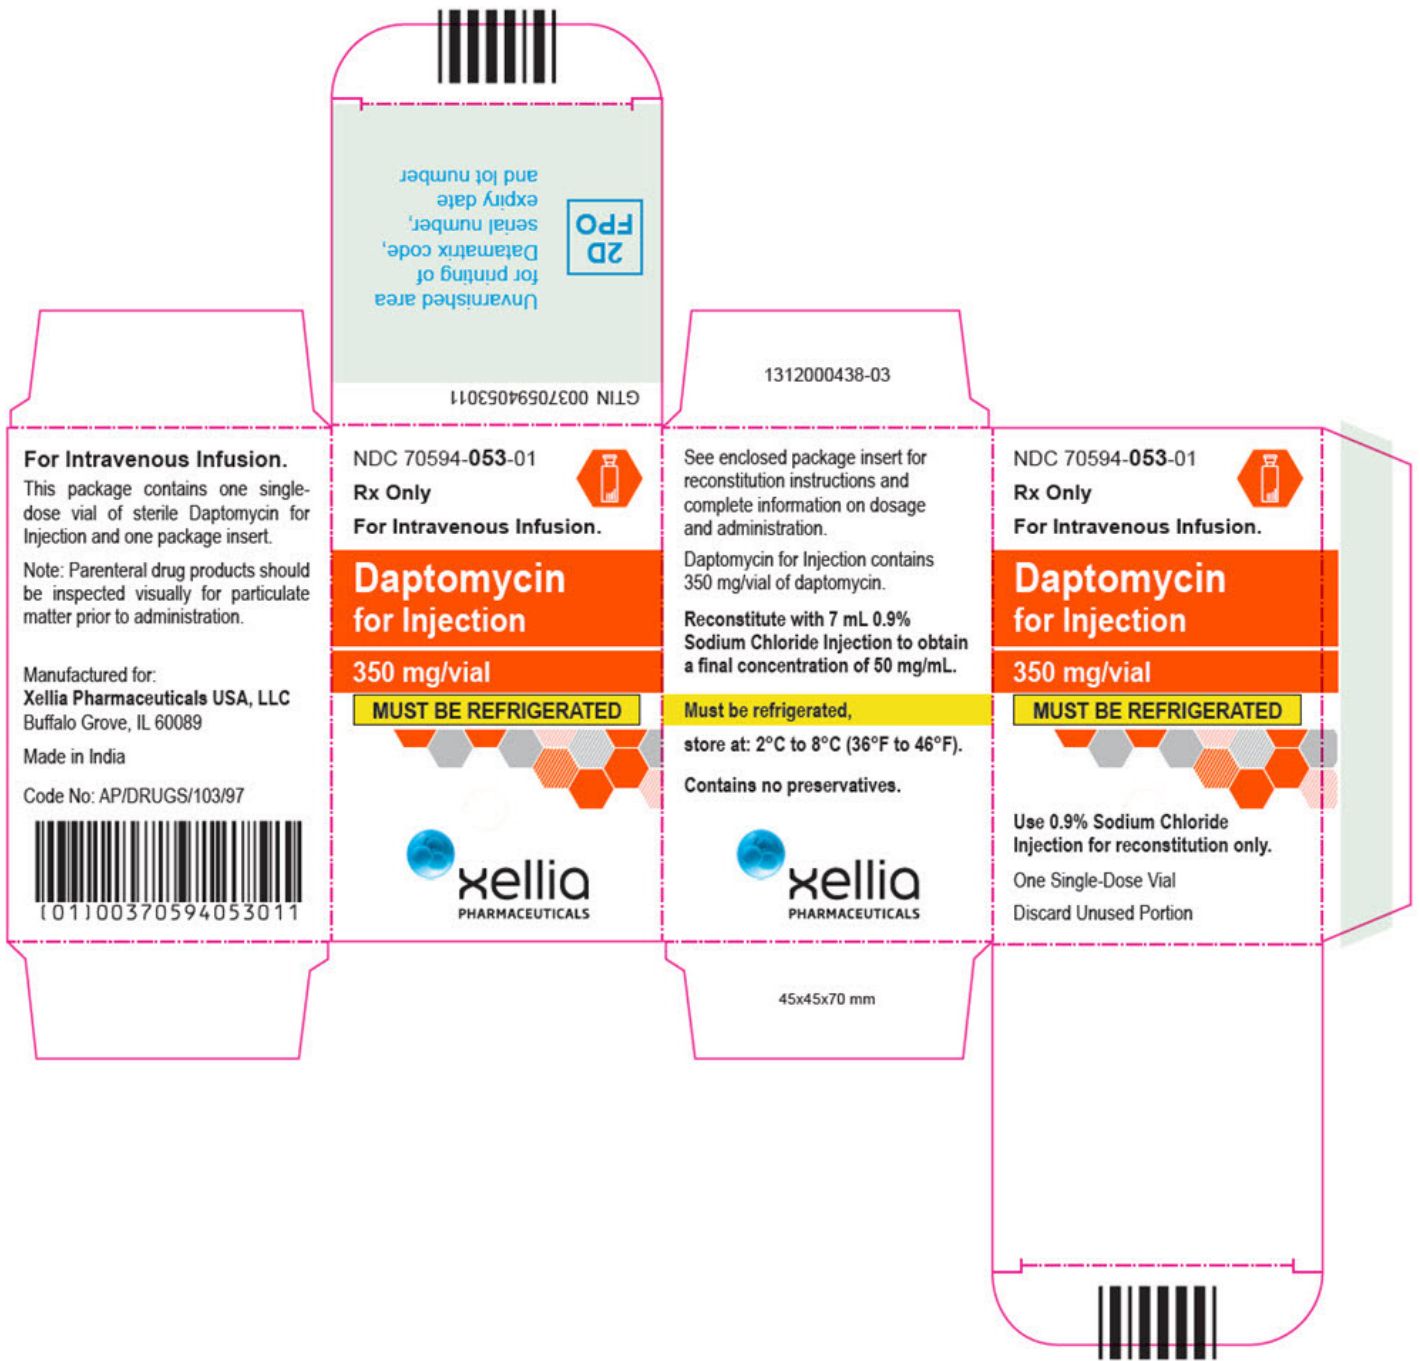 Unvarnished area
for printing of
Datamatrix code,
serial number,
expiry date
and lot number
2D
FPO
GTIN 00370594053011
1312000438-03
For Intravenous Infusion.
This package contains one single-
dose vial of sterile Daptomycin for
Injection and one package insert.
Note: Parenteral drug products should
be inspected visually for particulate
matter prior to administration.
Manufactured for:
Xellia Pharmaceuticals USA, LLC
Buffalo Grove, IL 60089
Made in India
Code No: AP/DRUGS/103/97
(01)00370594053011
NDC 70594-053-01
Rx Only
For Intravenous Infusion.
Daptomycin
for Injection
350 mg/vial
MUST BE REFRIGERATED
xellia
PHARMACEUTICALS
See enclosed package insert for
reconstitution instructions and
complete information on dosage
and administration.
Daptomycin for Injection contains
350 mg/vial of daptomycin.
Reconstitute with 7 mL 0.9%
Sodium Chloride Injection to obtain
a final concentration of 50 mg/mL.
Must be refrigerated,
store at: 2°C to 8°C (36°F to 46°F).
Contains no preservatives.
xellia
PHARMACEUTICALS
NDC 70594-053-01
Rx Only
For Intravenous Infusion.
Daptomycin
for Injection
350 mg/vial
MUST BE REFRIGERATED
Use 0.9% Sodium Chloride
Injection for reconstitution only.
One Single-Dose Vial
Discard Unused Portion
45x45x70 mm